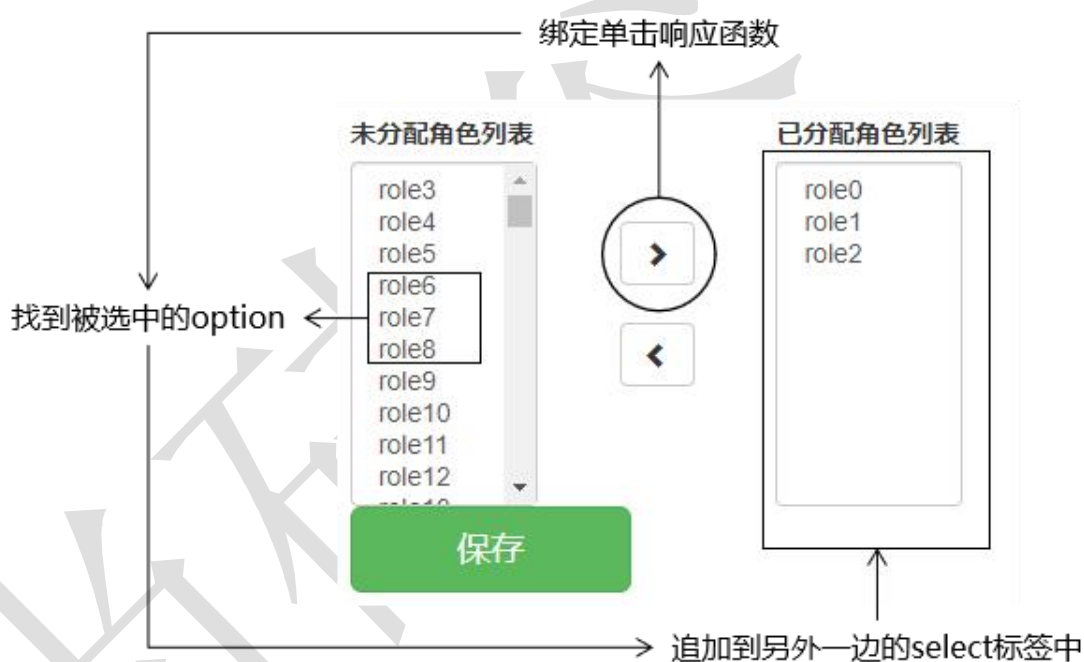 绑定单击响应函数
未分配角色列表
已分配角色列表
role3
role4
role5
role6
role7
role8
role9
role10
role11
role12
role0
role1
role2
找到被选中的option
保存
追加到另外一边的select标签中